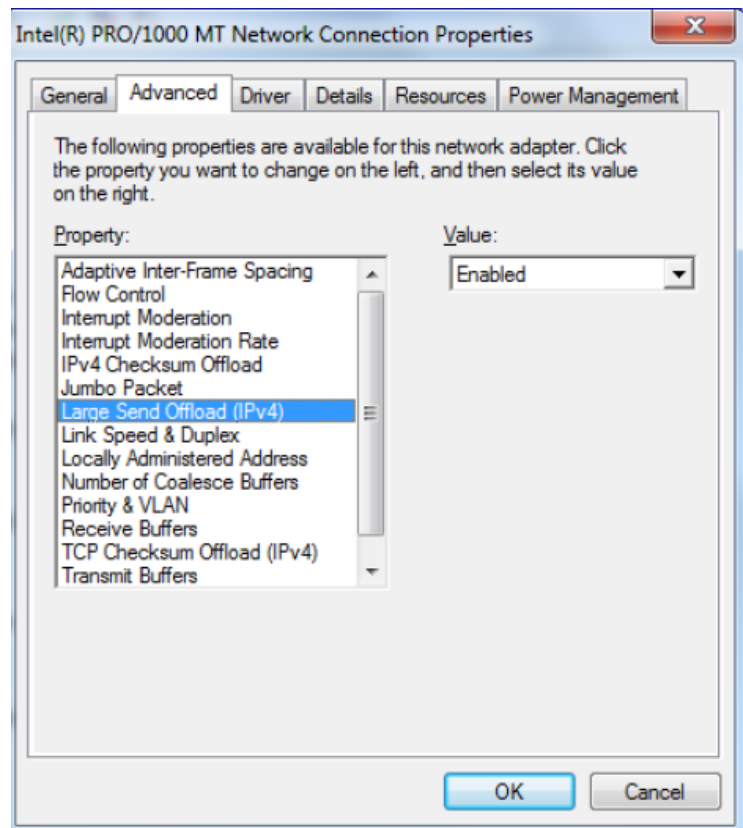 Intel(R) PRO/1000 MT Network Connection Properties
General Advanced Driver Details Resources Power Management
The following properties are available for this network adapter. Click
the property you want to change on the left, and then select its value
on the right.
Property: Value:
Adaptive Inter-Frame Spacing Enabled
Flow Control
Interrupt Moderation
Interrupt Moderation Rate
IPv4 Checksum Offload
Jumbo Packet
Large Send Offload (IPv4)
Link Speed & Duplex
Locally Administered Address
Number of Coalesce Buffers
Priority & VLAN
Receive Buffers
TCP Checksum Offload (IPv4)
Transmit Buffers
OK Cancel